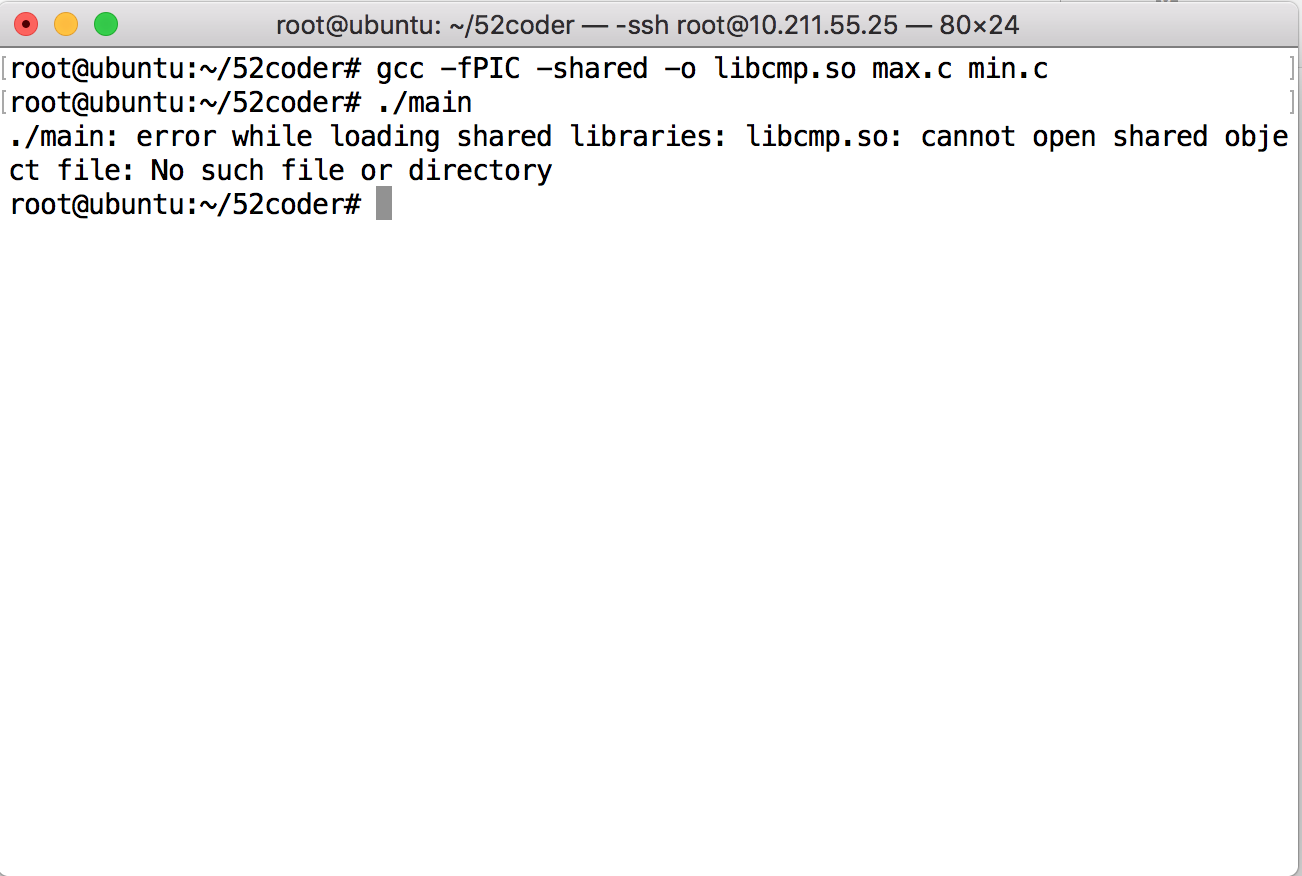 root@ubuntu: ~/52coder — -ssh root@10.211.55.25 — 80×24
[root@ubuntu:~/52coder# gcc -fPIC -shared -o libcmp.so max.c min.c ]
[root@ubuntu:~/52coder# ./main ]
./main: error while loading shared libraries: libcmp.so: cannot open shared obje
ct file: No such file or directory
root@ubuntu:~/52coder#